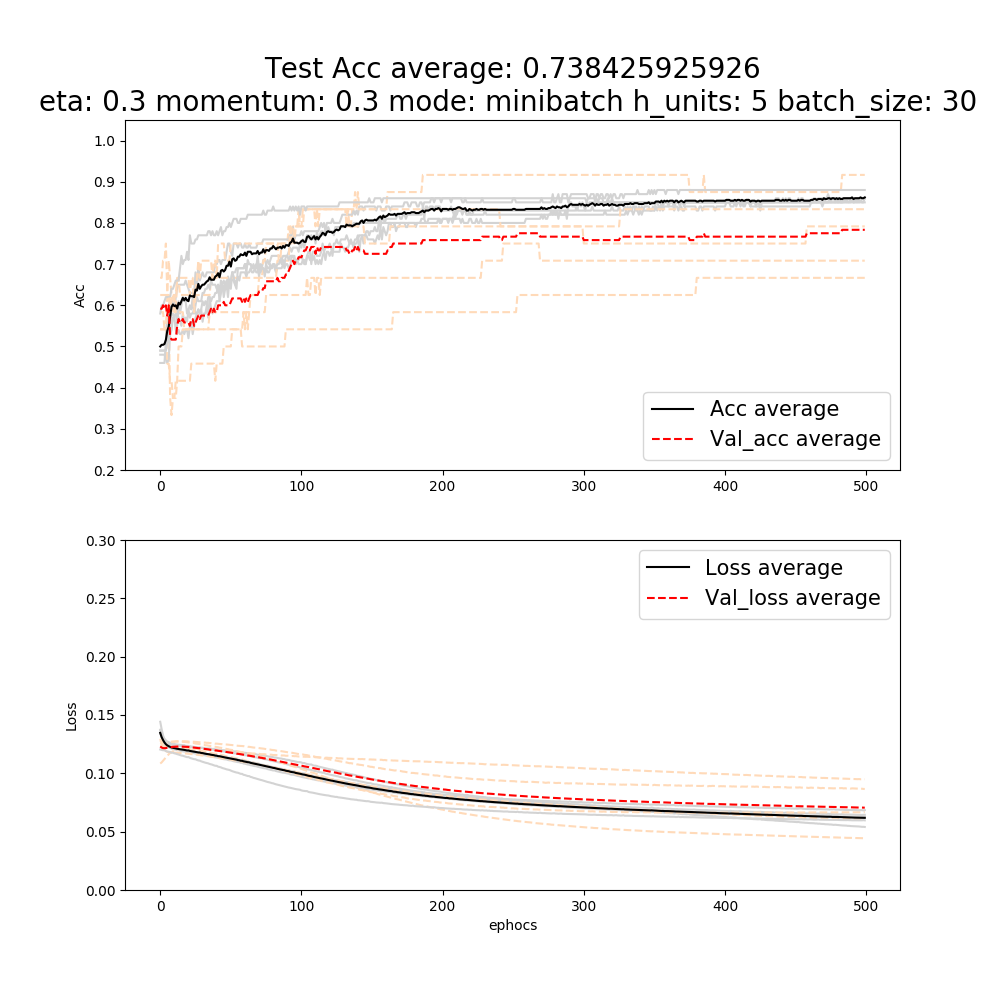 Test Acc average: 0.738425925926
eta: 0.3 momentum: 0.3 mode: minibatch h_units: 5 batch_size: 30
1.0
0.9
0.8
0.7
0.6
0.5
0.4
0.3
0.2
Acc
Acc average
Val_acc average
0 100 200 300 400 500
0.30
0.25
0.20
0.15
0.10
0.05
0.00
Loss
Loss average
Val_loss average
0 100 200 300 400 500
ephocs